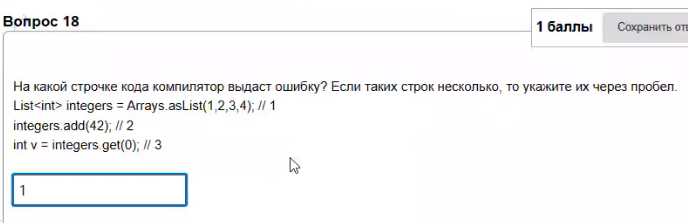 Вопрос 18
1 баллы
Сохранить
На какой строчке кода компилятор выдаст ошибку? Если таких строк несколько, то укажите их через пробел.
List<int> integers = Arrays.asList(1,2,3,4); // 1
integers.add(42); // 2
int v = integers.get(0); // 3
1